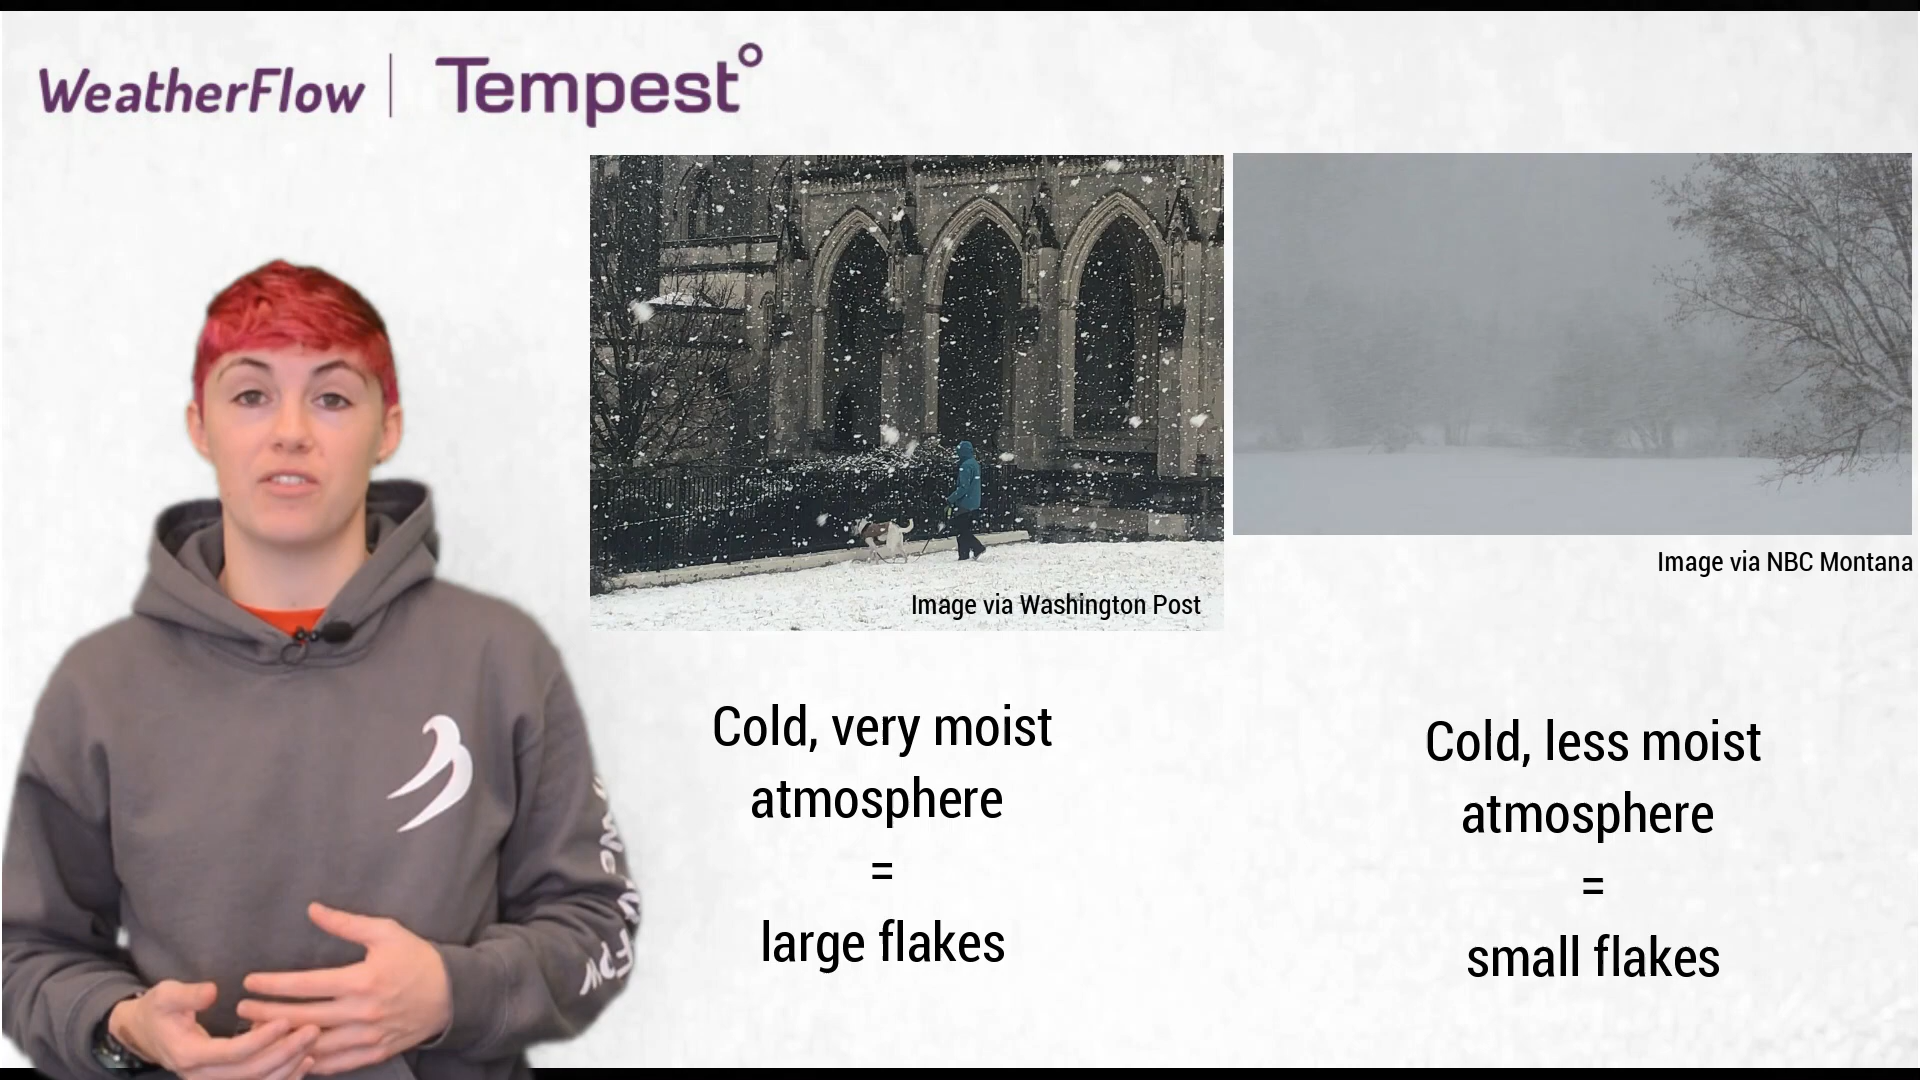 WeatherFlow | Tempest°
Image via Washington Post
Image via NBC Montana
Cold, very moist
atmosphere
=
large flakes
Cold, less moist
atmosphere
=
small flakes